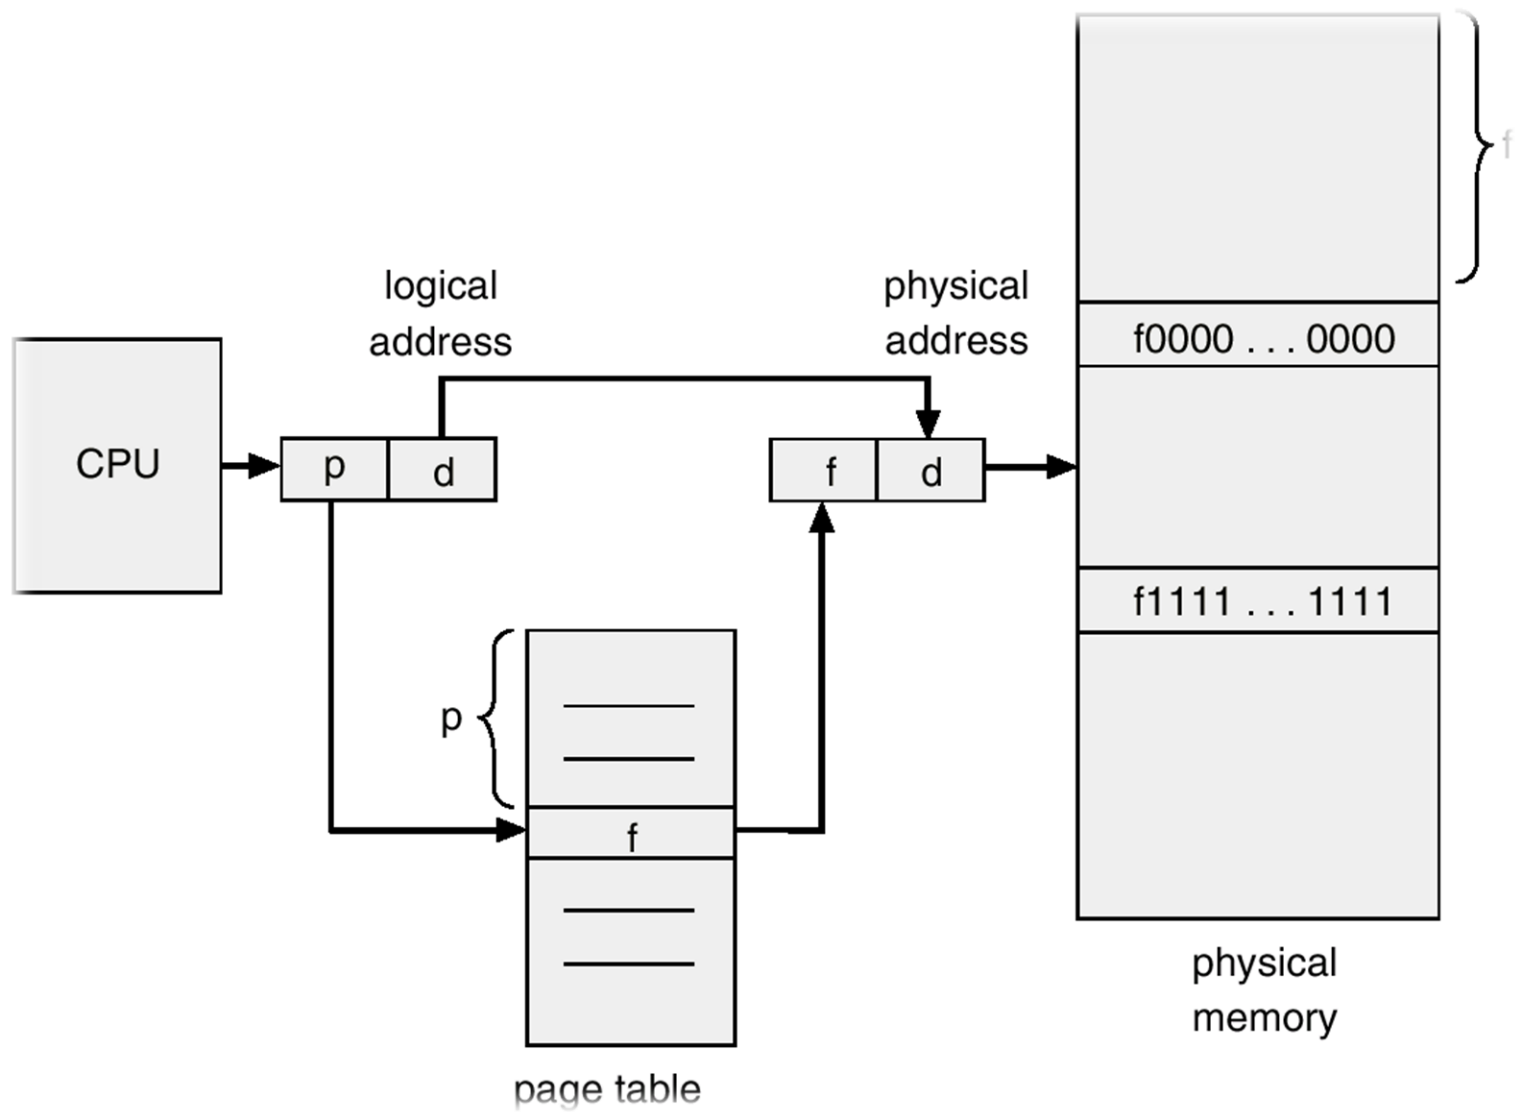 f
logical
address
physical
address
f0000 . . . 0000
CPU
p
d
f
d
f1111 . . . 1111
p
f
physical
memory
page table